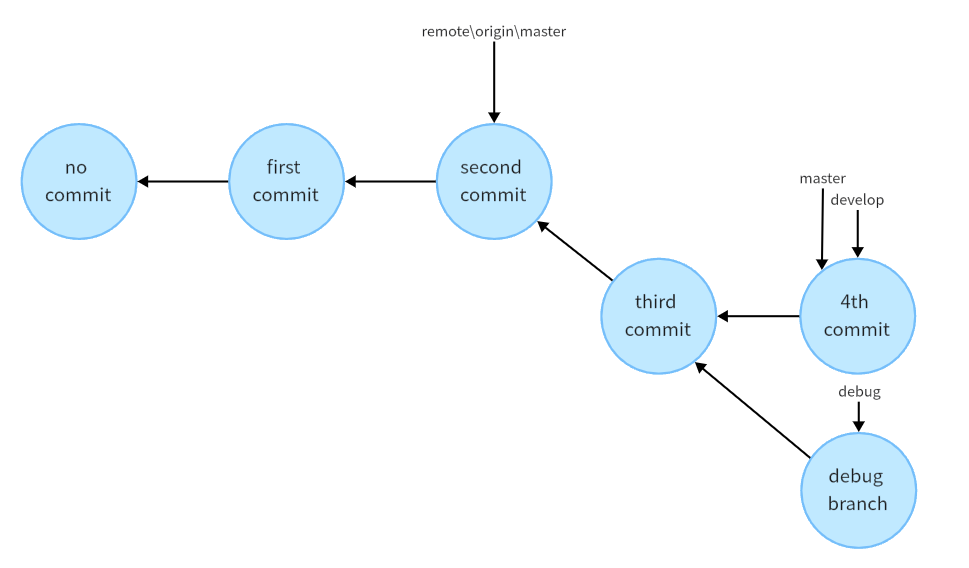 remote\origin\master
no
commit
first
commit
second
commit
master
develop
third
commit
4th
commit
debug
debug
branch